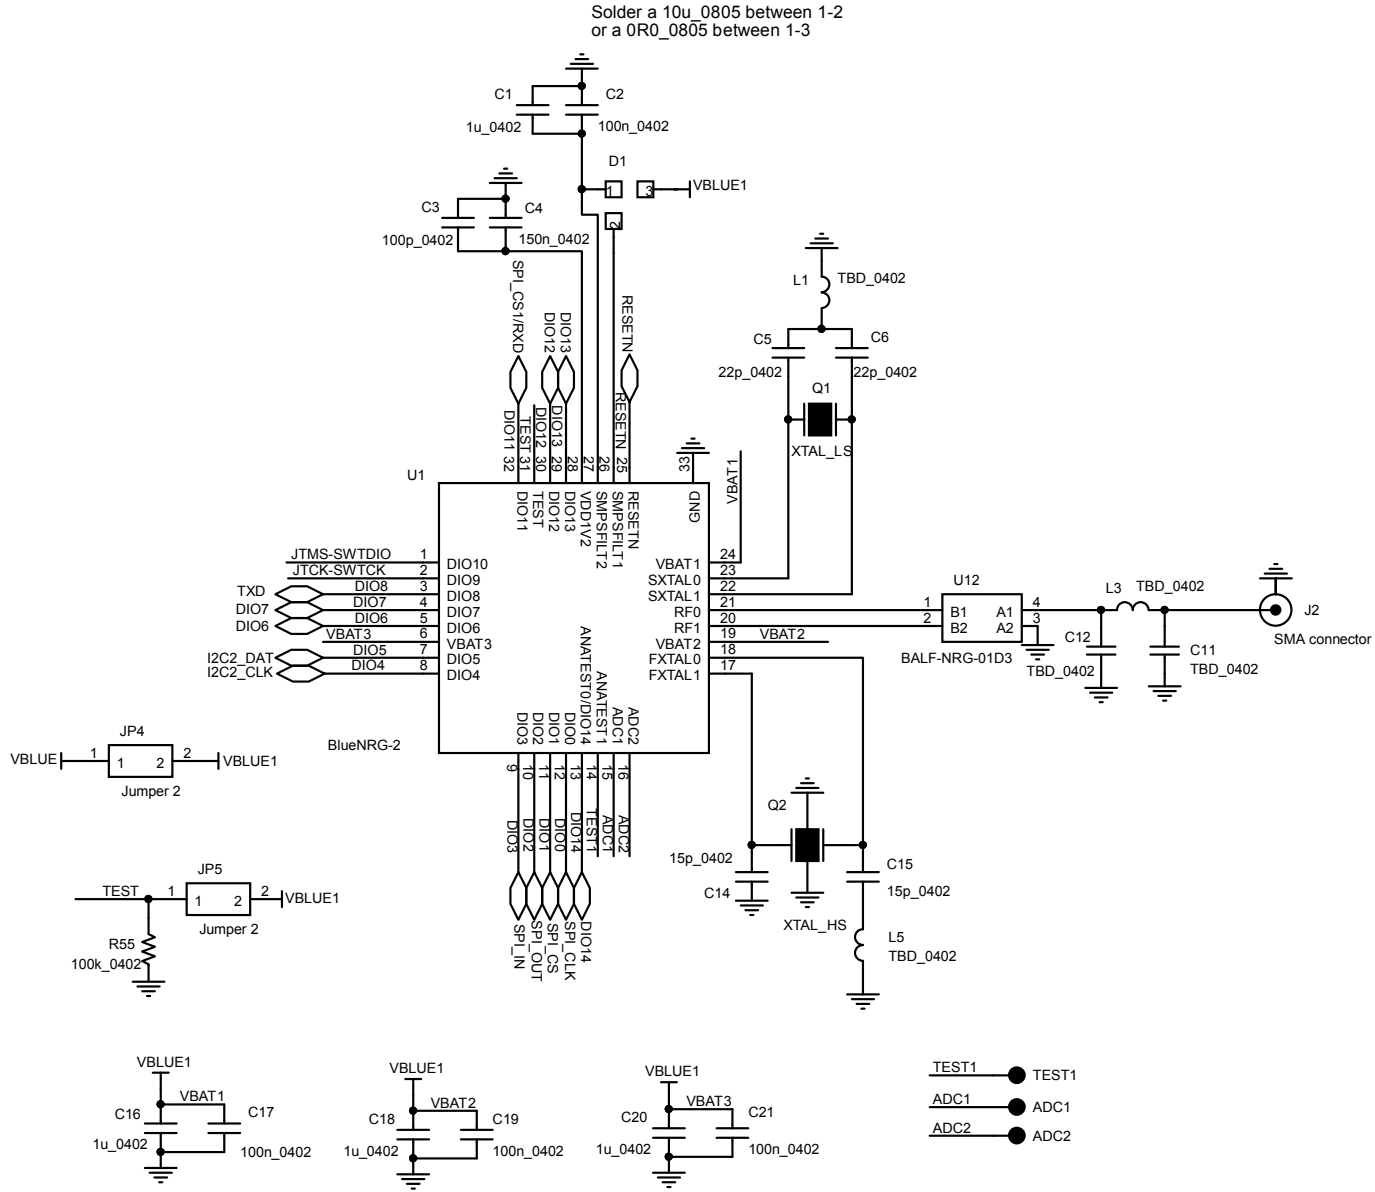 Solder a 10u_0805 between 1-2
or a 0R0_0805 between 1-3
C1
C2
1u_0402
100n_0402
D1
1
3
VBLUE1
2
C3
C4
100p_0402
150n_0402
SPI_CS1/RXD
DIO12
DIO13
RESETN
L1
TBD_0402
C5
C6
22p_0402
22p_0402
Q1
XTAL_LS
DIO11
TEST
DIO12
DIO13
RESETN
32
31
30
29
28
27
26
25
33
VBAT1
U1
DIO11
TEST
DIO12
DIO13
VDD1V2
SMPSFILT2
SMPSFILT1
RESETN
GND
JTMS-SWTDIO
1
DIO10
JTCK-SWTCK
2
DIO9
TXD
DIO8
3
DIO8
DIO7
DIO7
4
DIO7
DIO6
DIO6
5
DIO6
VBAT3
6
VBAT3
I2C2_DAT
DIO5
7
DIO5
I2C2_CLK
DIO4
8
DIO4
VBAT1
24
SXTAL0
23
SXTAL1
22
RF0
21
RF1
20
VBAT2
19
VBAT2
FXTAL0
18
FXTAL1
17
U12
1
B1
A1
4
2
B2
A2
3
BALF-NRG-01D3
L3
TBD_0402
J2
SMA connector
C12
TBD_0402
C11
TBD_0402
DIO3
DIO2
DIO1
DIO0
ANATEST0/DIO14
ANATEST1
ADC1
ADC2
BlueNRG-2
9
10
11
12
13
14
15
16
DIO3
DIO2
DIO1
DIO0
DIO14
TEST1
ADC1
ADC2
SPI_IN
SPI_OUT
SPI_CS
SPI_CLK
DIO14
JP4
VBLUE
1
1
2
2
VBLUE1
Jumper 2
JP5
TEST
1
1
2
2
VBLUE1
Jumper 2
R55
100k_0402
Q2
15p_0402
C14
XTAL_HS
C15
15p_0402
L5
TBD_0402
VBLUE1
VBAT1
C16
C17
1u_0402
100n_0402
VBLUE1
VBAT2
C18
C19
1u_0402
100n_0402
VBLUE1
VBAT3
C20
C21
1u_0402
100n_0402
TEST1
TEST1
ADC1
ADC1
ADC2
ADC2